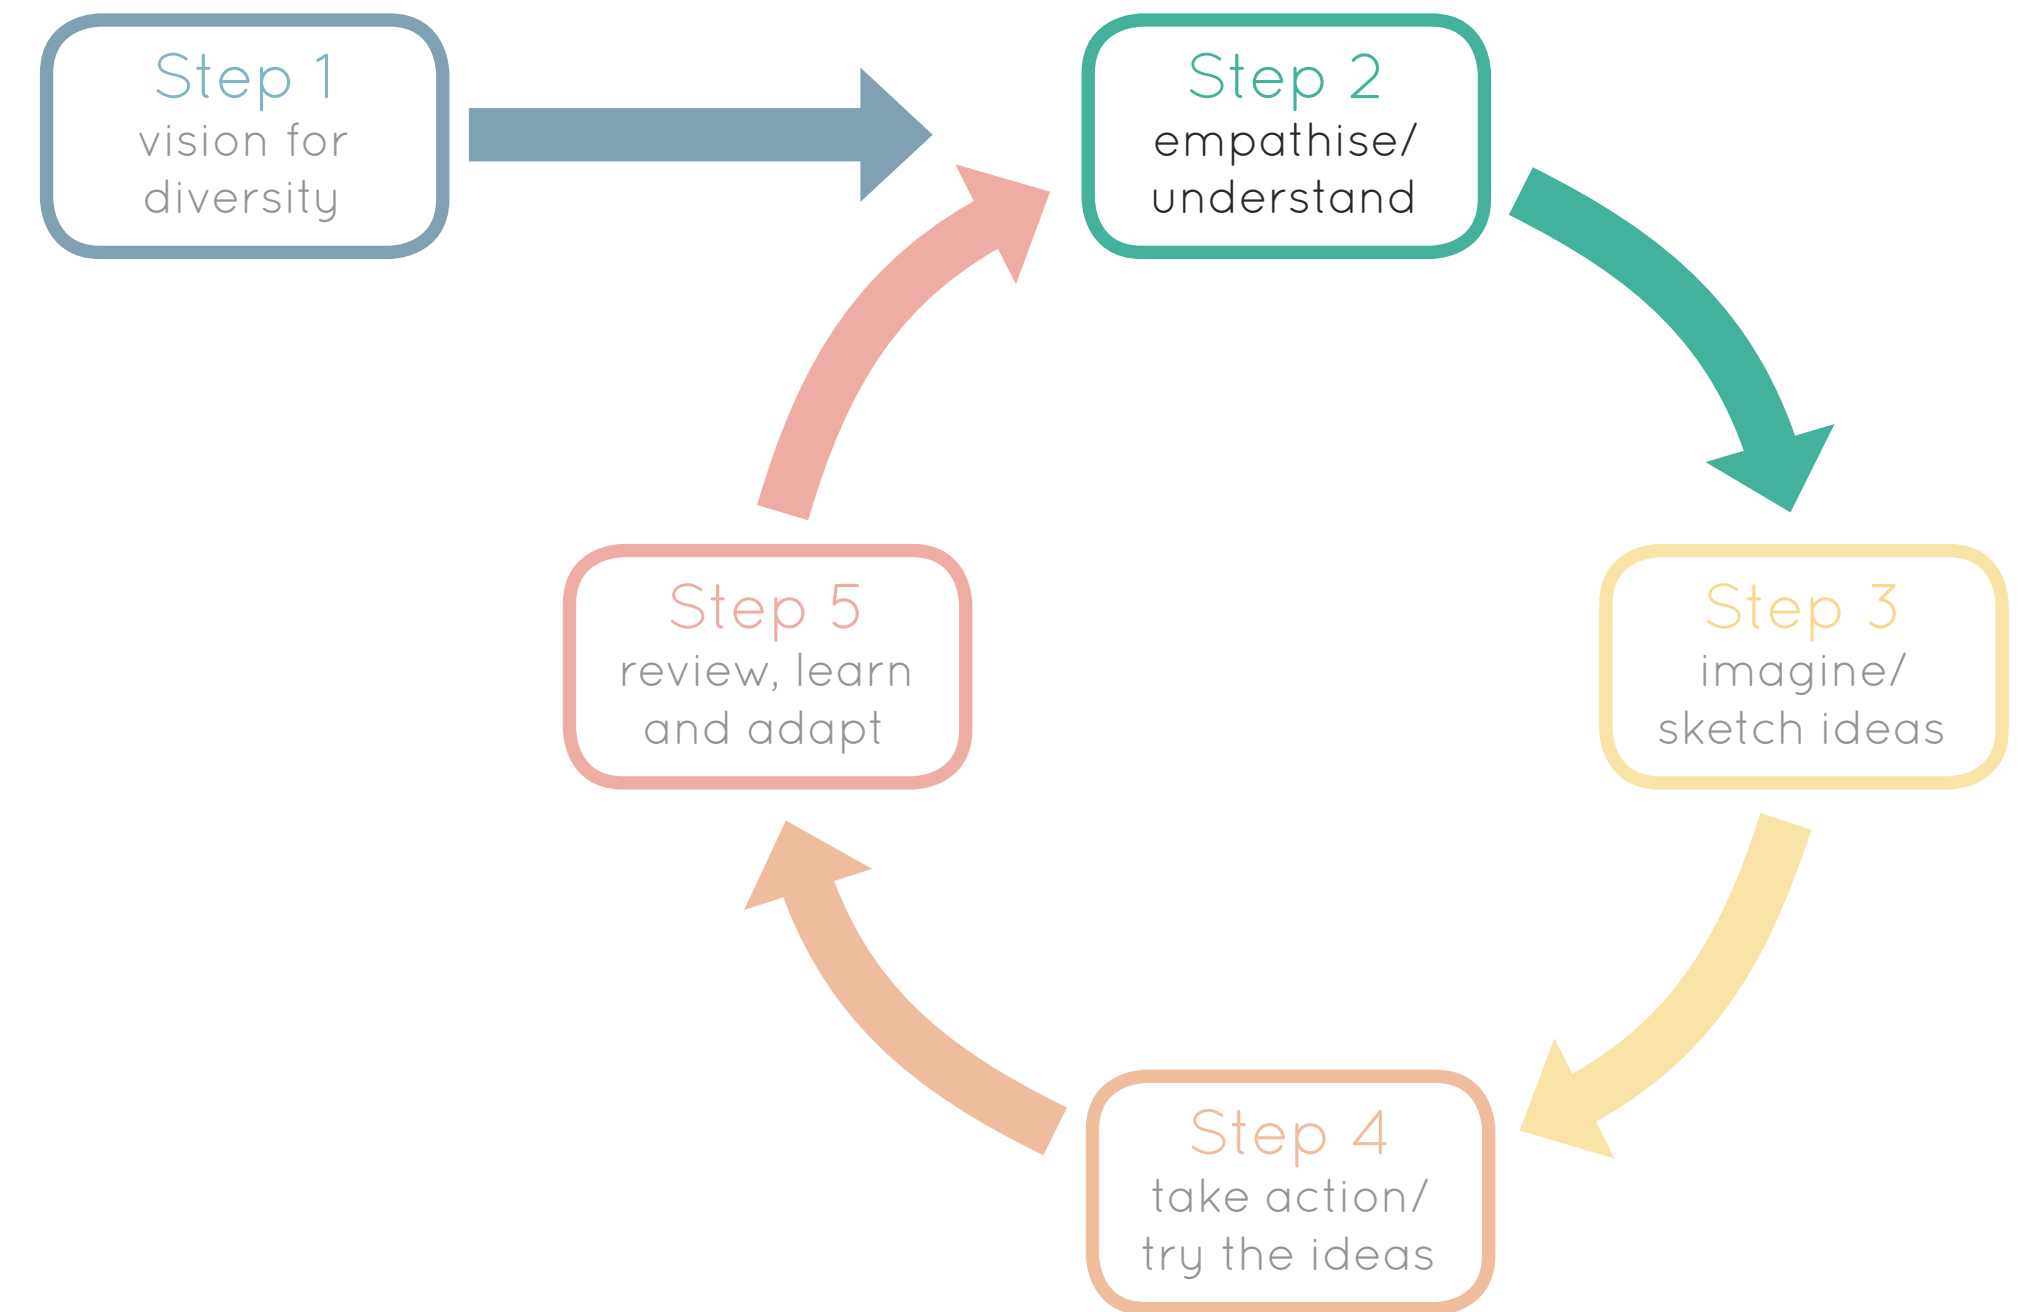 Step 1
vision for
diversity
Step 2
empathise/
understand
Step 3
imagine/
sketch ideas
Step 4
take action/
try the ideas
Step 5
review, learn
and adapt